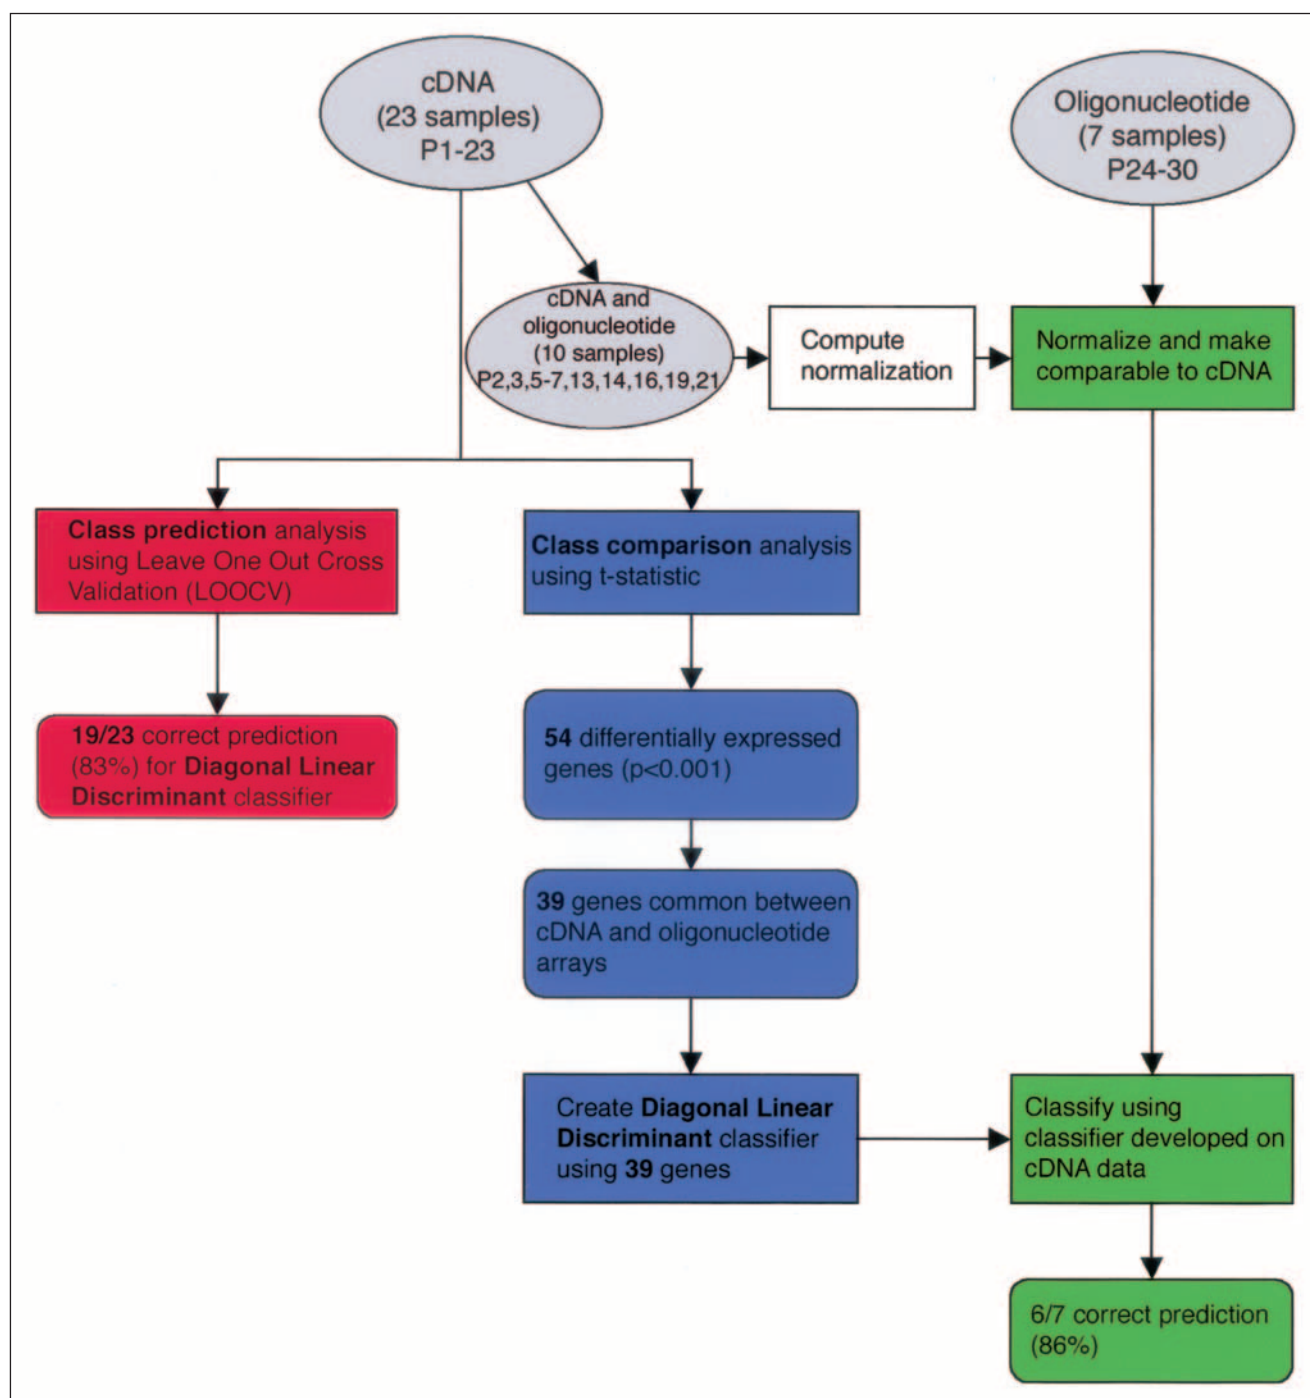 cDNA
(23 samples)
P1-23
Oligonucleotide
(7 samples)
P24-30
cDNA and
oligonucleotide
(10 samples)
P2,3,5-7,13,14,16,19,21
Compute
normalization
Normalize and make
comparable to cDNA
Class prediction analysis
using Leave One Out Cross
Validation (LOOCV)
Class comparison analysis
using t-statistic
19/23 correct prediction
(83%) for Diagonal Linear
Discriminant classifier
54 differentially expressed
genes (p<0.001)
39 genes common between
cDNA and oligonucleotide
arrays
Create Diagonal Linear
Discriminant classifier
using 39 genes
Classify using
classifier developed on
cDNA data
6/7 correct prediction
(86%)